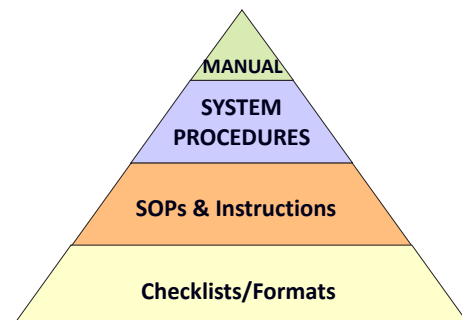 MANUAL
SYSTEM
PROCEDURES
SOPs & Instructions
Checklists/Formats